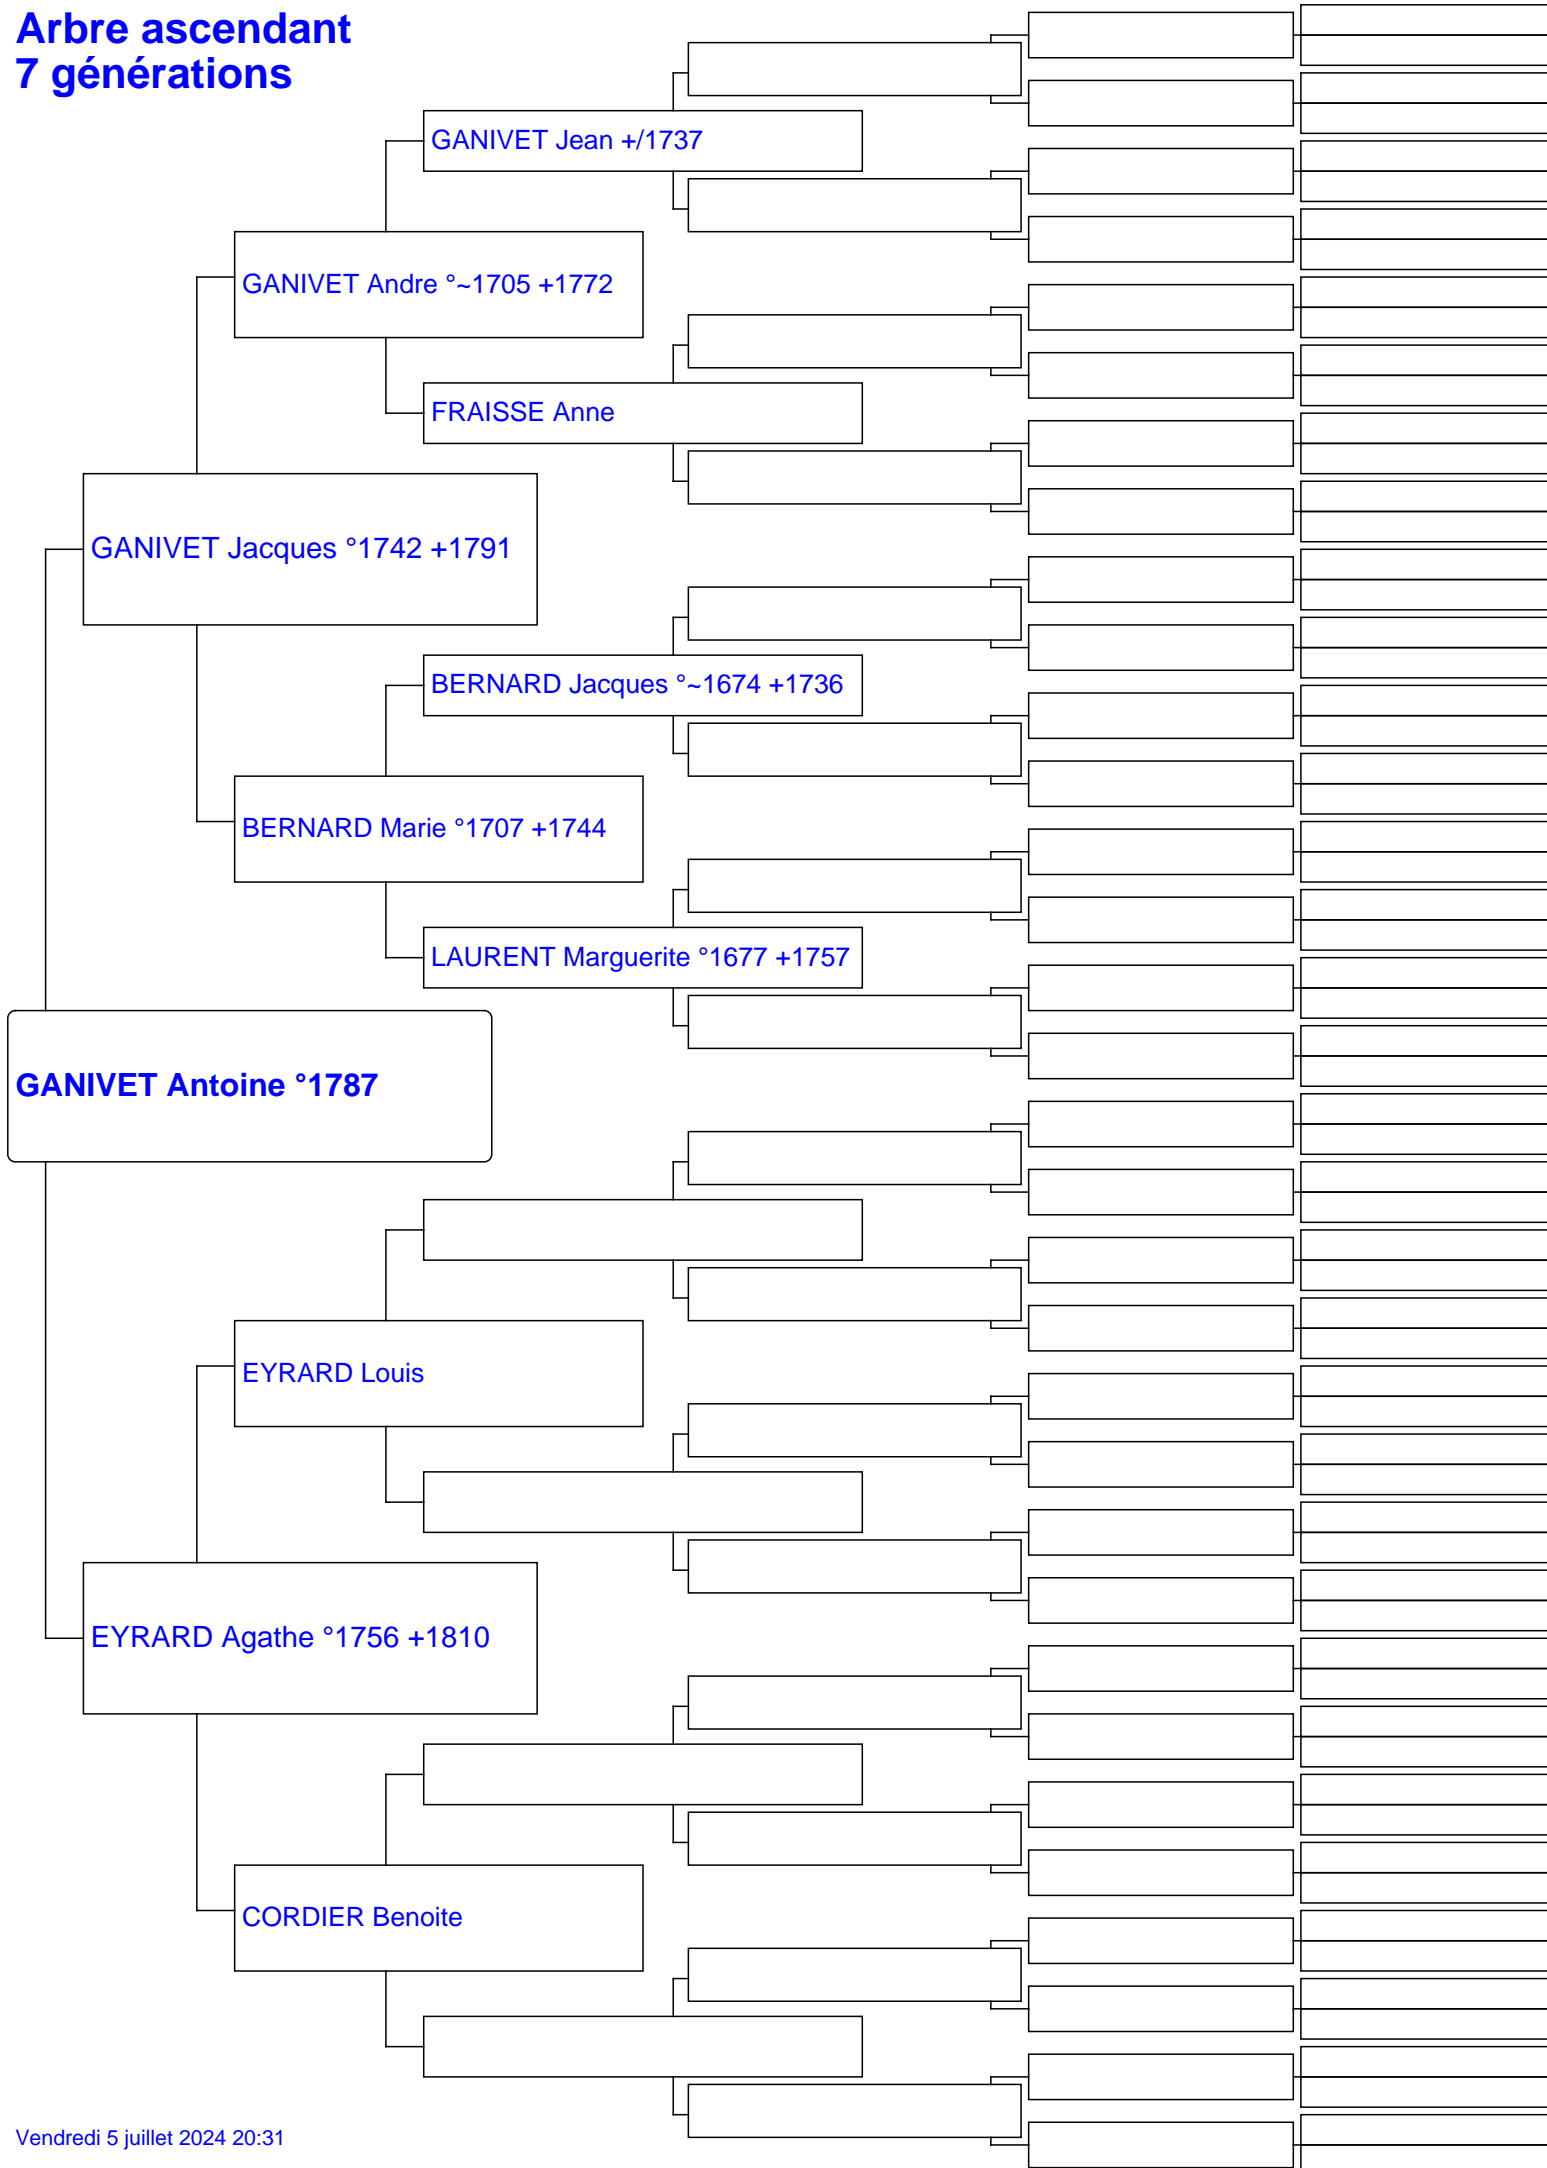 Arbre ascendant
7 générations
GANIVET Jean +/1737
GANIVET Andre °~1705 +1772
FRAISSE Anne
GANIVET Jacques °1742 +1791
BERNARD Jacques °~1674 +1736
BERNARD Marie °1707 +1744
LAURENT Marguerite °1677 +1757
GANIVET Antoine °1787
EYRARD Louis
EYRARD Agathe °1756 +1810
CORDIER Benoite
Vendredi 5 juillet 2024 20:31